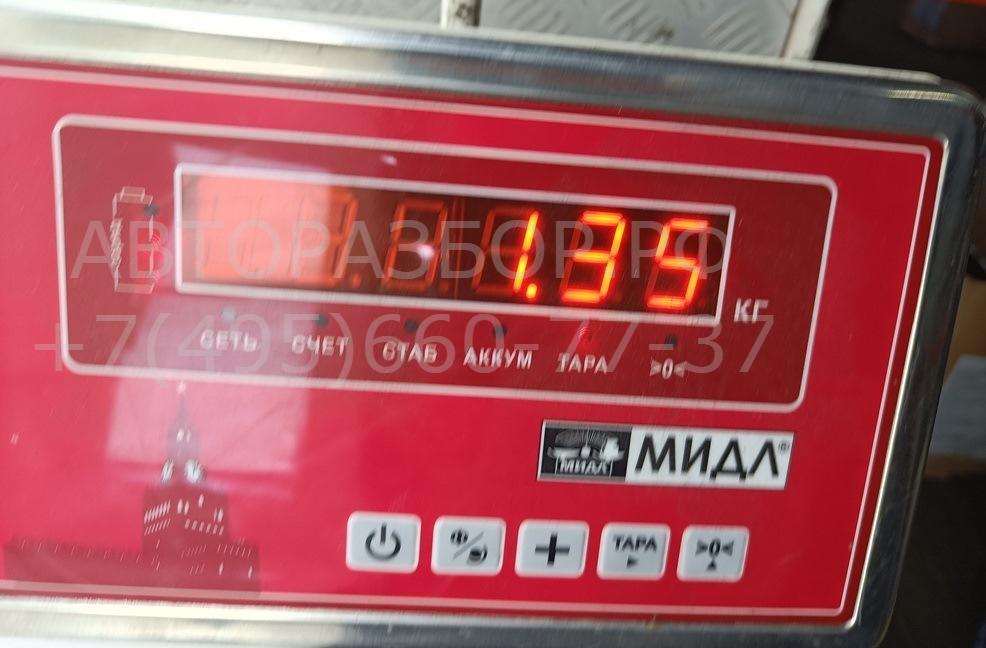 1.35
КГ
АВТОРАЗБОР.РФ
+7(495)660-77-37
СЕТЬ СЧЕТ СТАБ АККУМ ТАРА >0<
МИДЛ МИДЛ®
+ ТАРА >0<